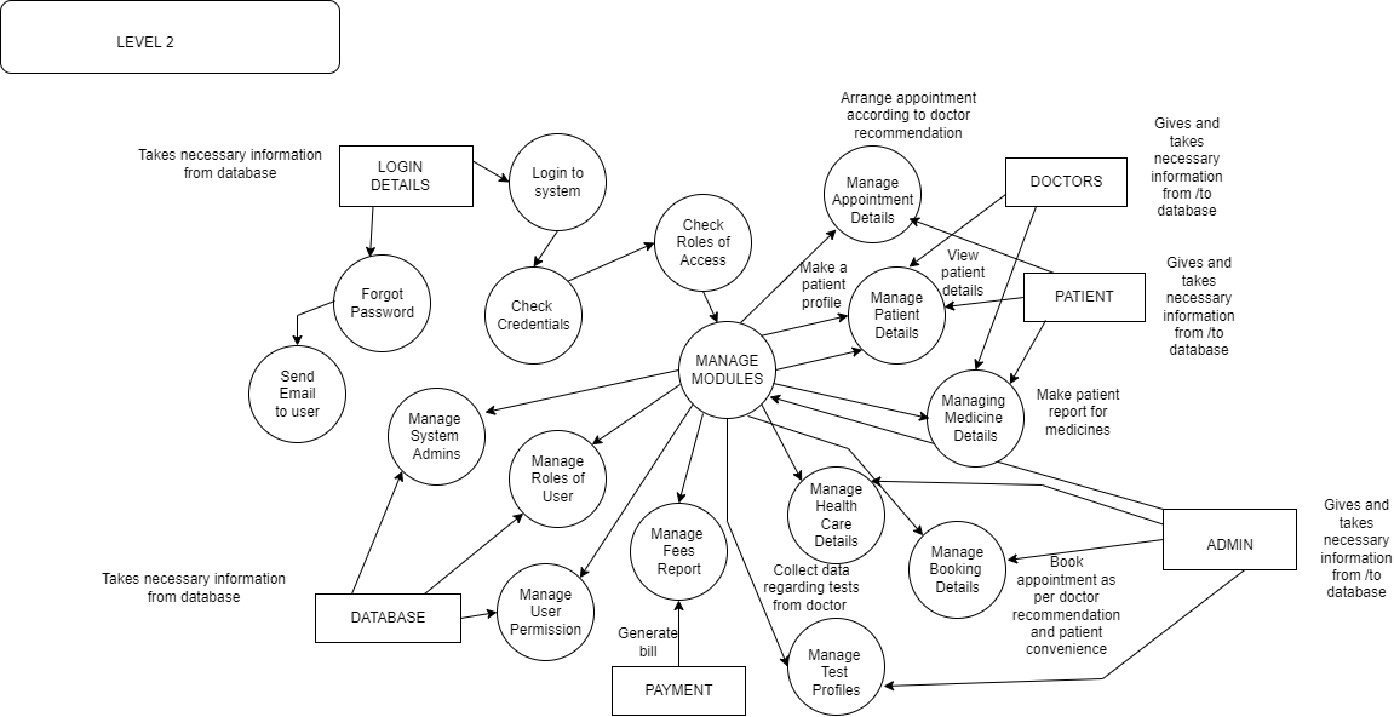 LEVEL 2
Arrange appointment
according to doctor
recommendation
Gives and
takes
necessary
information
from /to
database
Takes necessary information
from database
LOGIN
DETAILS
Login to
system
Manage
Appointment
Details
DOCTORS
Check
Roles of
Access
Forgot
Password
Check
Credentials
Make a
patient
profile
View
patient
details
Manage
Patient
Details
PATIENT
Gives and
takes
necessary
information
from /to
database
Send
Email
to user
MANAGE
MODULES
Manage
System
Admins
Managing
Medicine
Details
Make patient
report for
medicines
Manage
Roles of
User
Manage
Health
Care
Details
Manage
Fees
Report
Manage
Booking
Details
ADMIN
Gives and
takes
necessary
information
from /to
database
Takes necessary information
from database
DATABASE
Manage
User
Permission
Collect data
regarding tests
from doctor
Book
appointment as
per doctor
recommendation
and patient
convenience
Generate
bill
PAYMENT
Manage
Test
Profiles